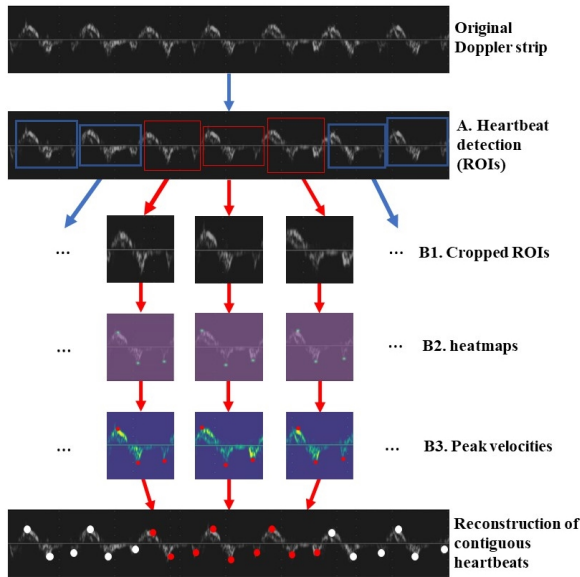 Original
Doppler strip
A. Heartbeat
detection
(ROIs)
... B1. Cropped ROIs ...
... B2. heatmaps ...
... B3. Peak velocities ...
Reconstruction of
contiguous
heartbeats